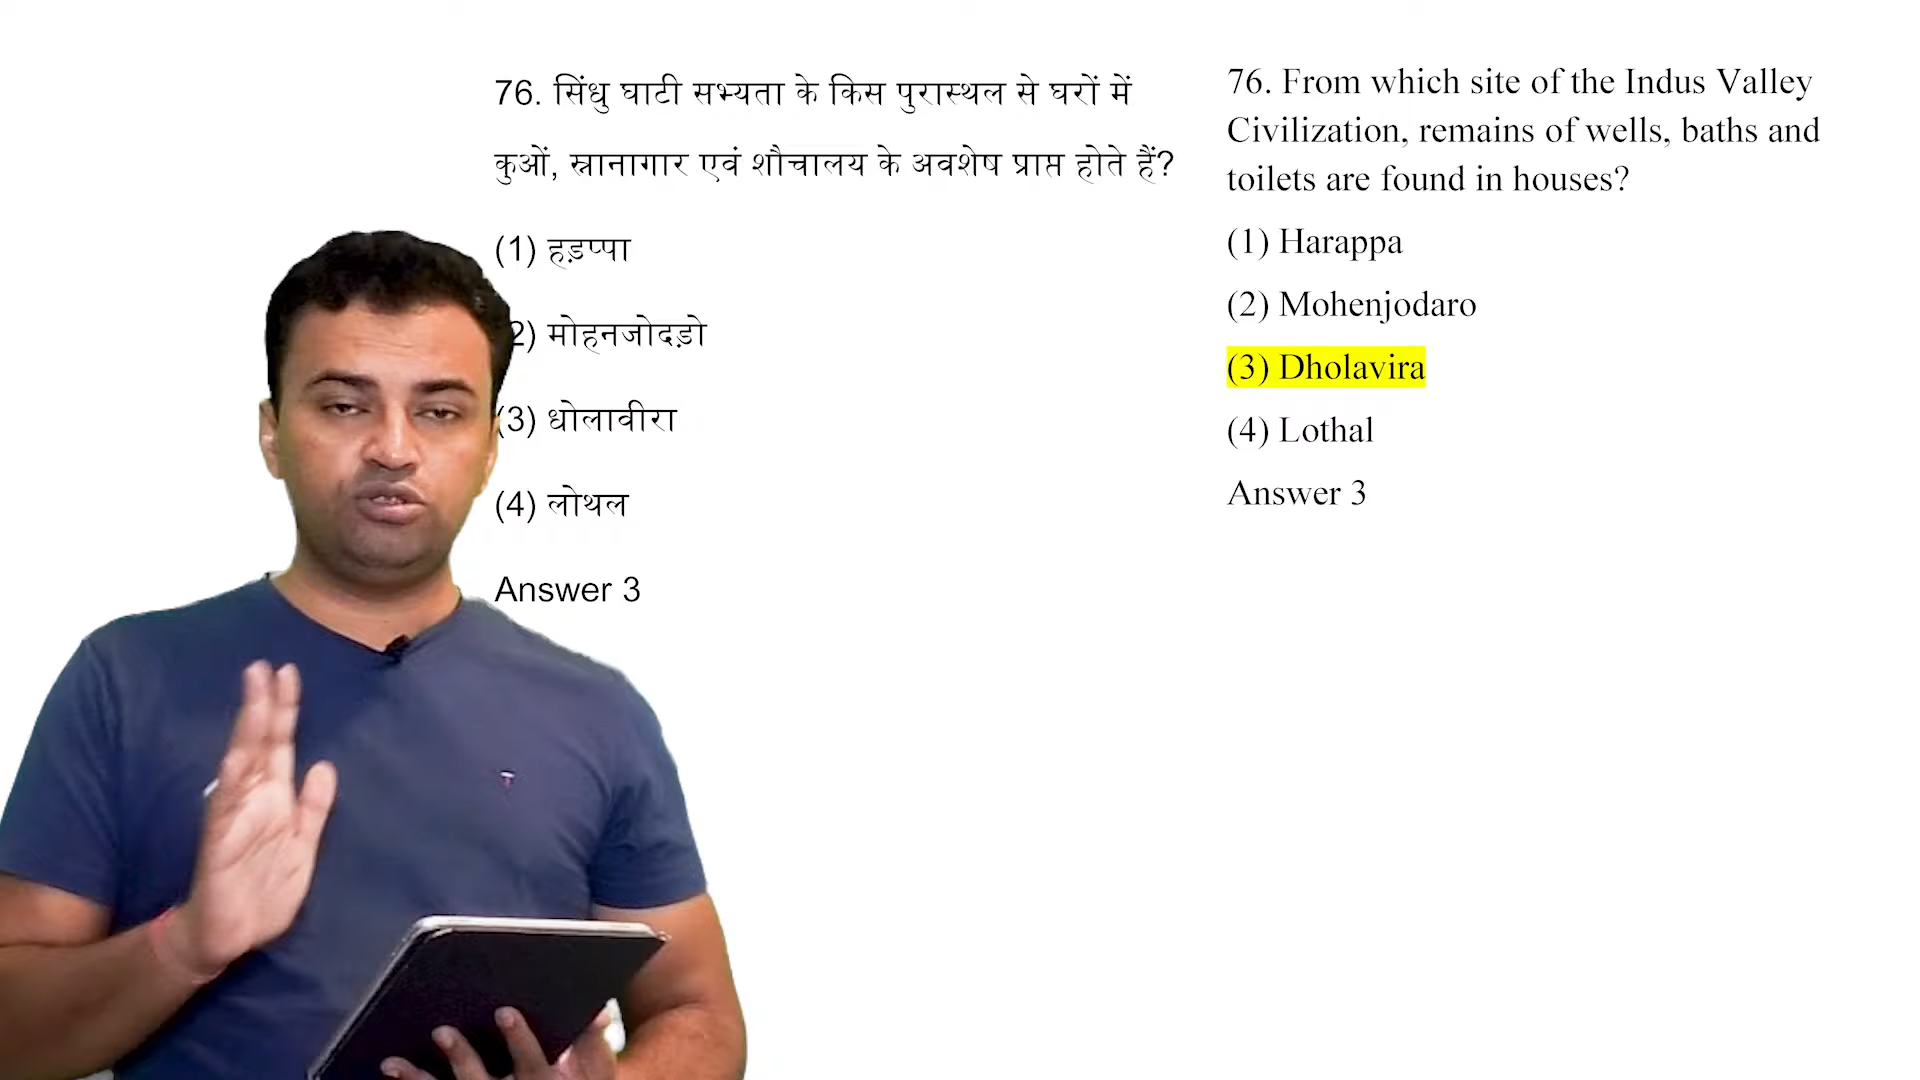 76. सिंधु घाटी सभ्यता के किस पुरास्थल से घरों में
कुओं, स्नानागार एवं शौचालय के अवशेष प्राप्त होते हैं?
(1) हड़प्पा
2) मोहनजोदड़ो
(3) धोलावीरा
(4) लोथल
Answer 3
76. From which site of the Indus Valley
Civilization, remains of wells, baths and
toilets are found in houses?
(1) Harappa
(2) Mohenjodaro
(3) Dholavira
(4) Lothal
Answer 3